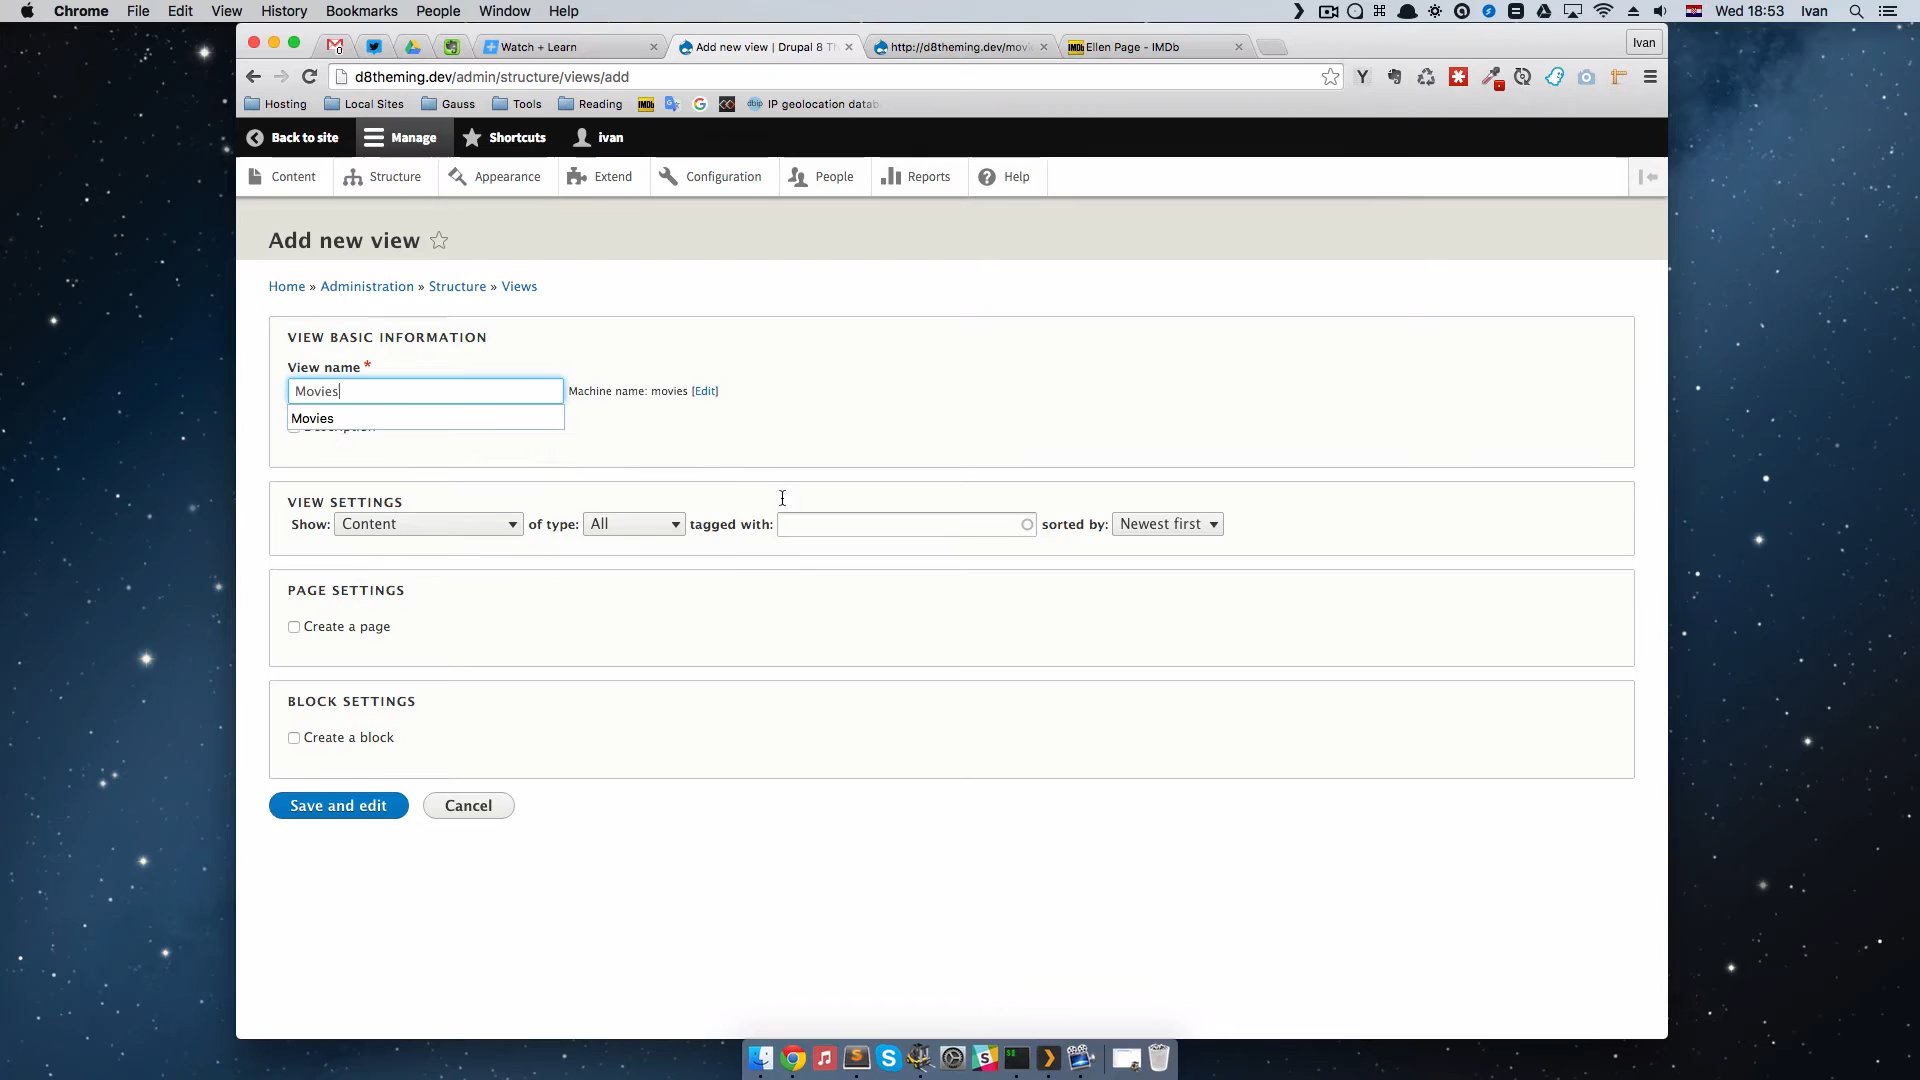 Chrome File Edit View History Bookmarks People Window Help Wed 18:53 Ivan
Watch + Learn Add new view | Drupal 8 Th http://d8theming.dev/movi Ellen Page - IMDb Ivan
d8theming.dev/admin/structure/views/add
Hosting Local Sites Gauss Tools Reading IP geolocation datab
Back to site Manage Shortcuts ivan
Content Structure Appearance Extend Configuration People Reports Help
Add new view
Home » Administration » Structure » Views
VIEW BASIC INFORMATION
View name *
Movies Machine name: movies [Edit]
Movies
Description
VIEW SETTINGS
Show: Content of type: All tagged with: sorted by: Newest first
PAGE SETTINGS
Create a page
BLOCK SETTINGS
Create a block
Save and edit Cancel